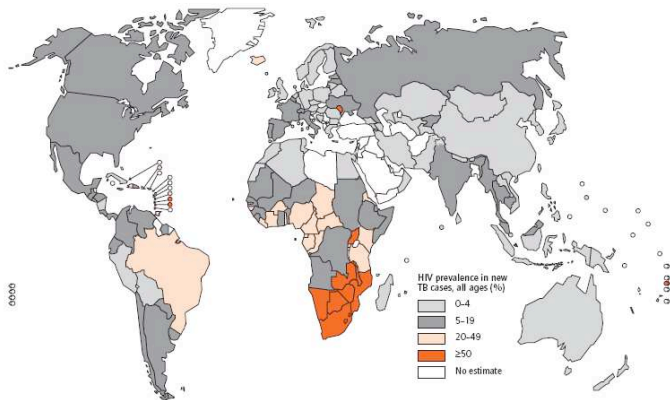 HIV prevalence in new
TB cases, all ages (%)
0–4
5–19
20–49
≥50
No estimate